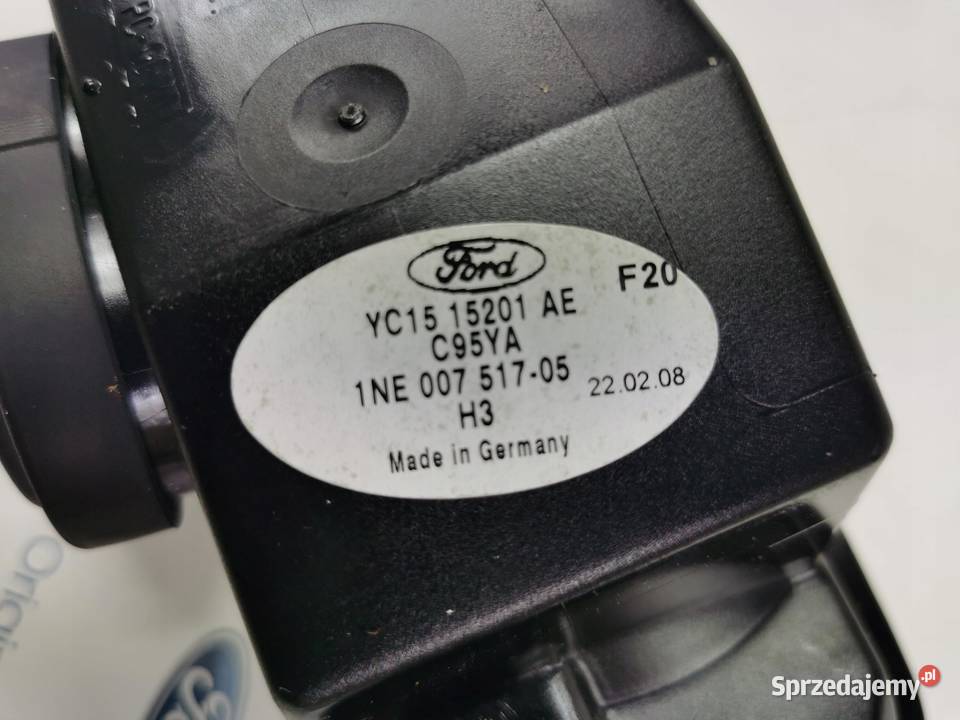 Ford
F20
YC15 15201 AE
C95YA
1NE 007 517-05
22.02.08
H3
Made in Germany
Sprzedajemy.pl